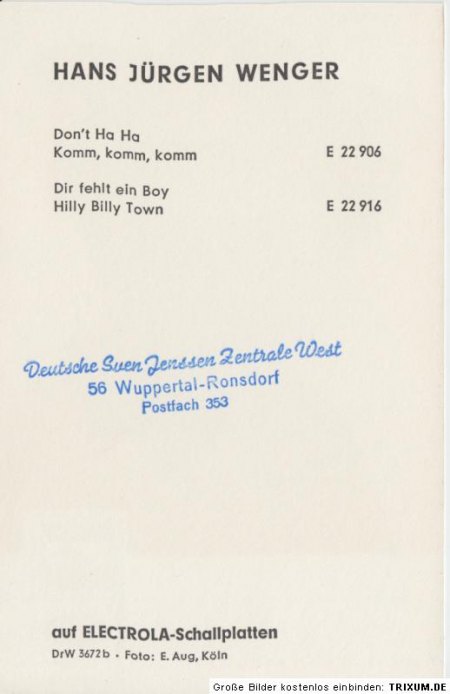 HANS JÜRGEN WENGER
Don't Ha Ha
Komm, komm, komm E 22 906
Dir fehlt ein Boy
Hilly Billy Town E 22 916
Deutsche Sven Jenssen Zentrale West
56 Wuppertal-Ronsdorf
Postfach 353
auf ELECTROLA-Schallplatten
DrW 3672b · Foto: E. Aug, Köln
Große Bilder kostenlos einbinden: TRIXUM.DE